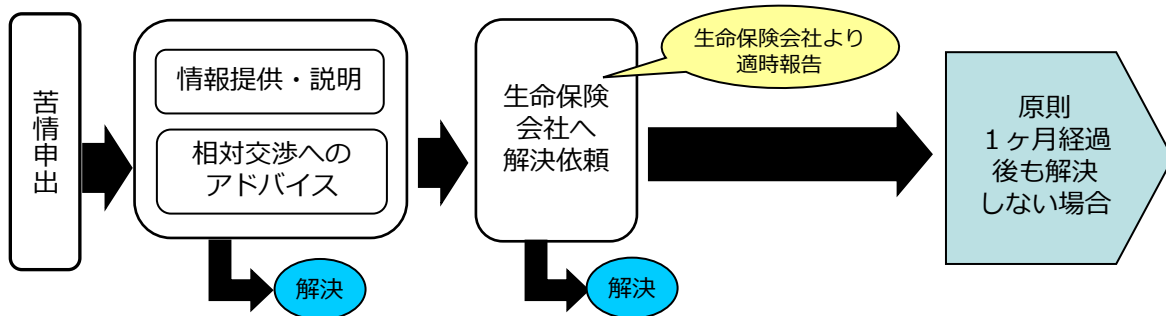 苦情申出
情報提供・説明
相対交渉への
アドバイス
解決
生命保険
会社へ
解決依頼
生命保険会社より
適時報告
解決
原則
１ヶ月経過
後も解決
しない場合